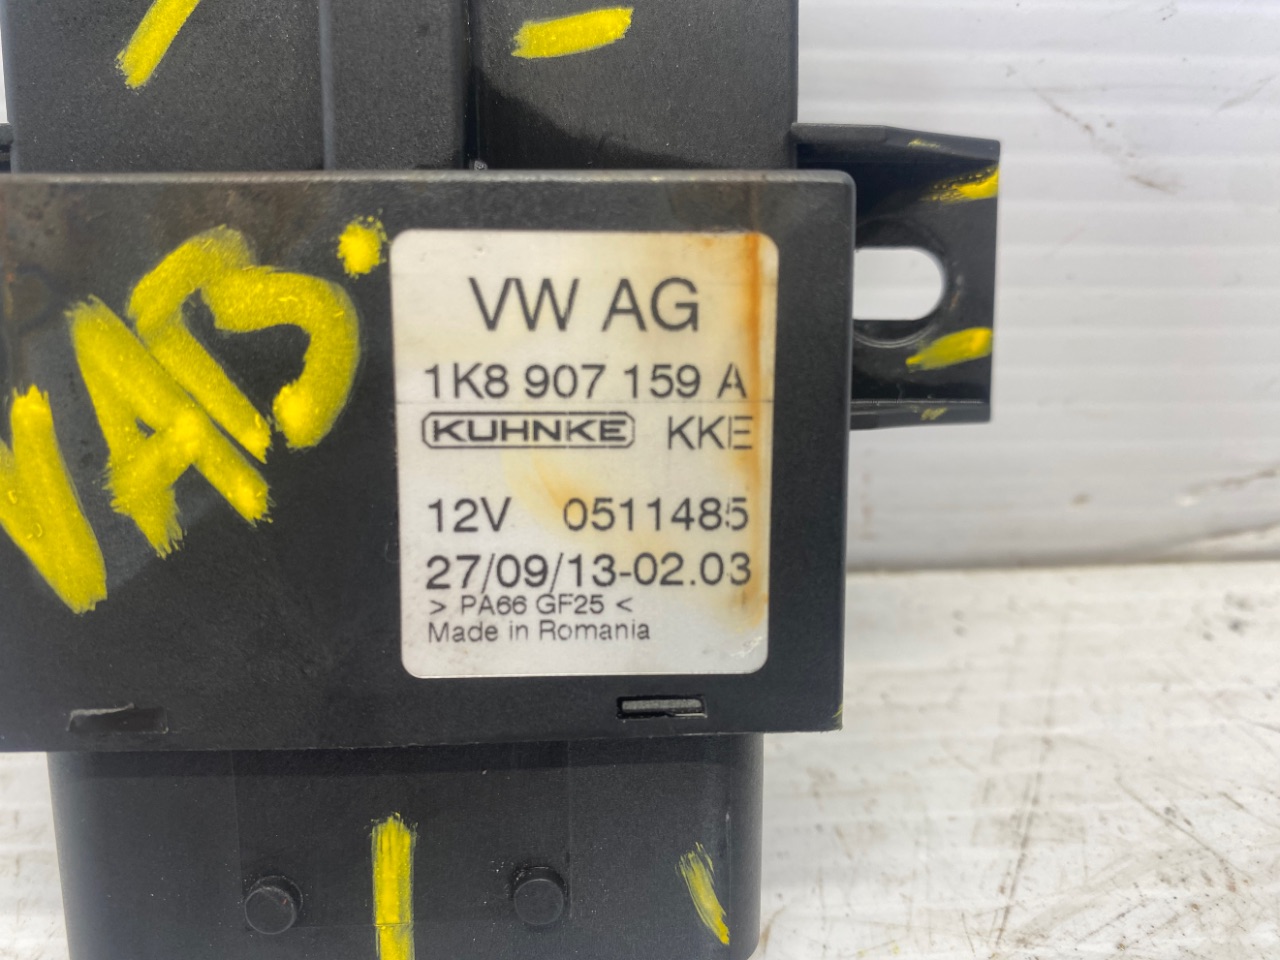 VW AG
1K8 907 159 A
KUHNKE KKE
12V 0511485
27/09/13-02.03
> PA66 GF25 <
Made in Romania